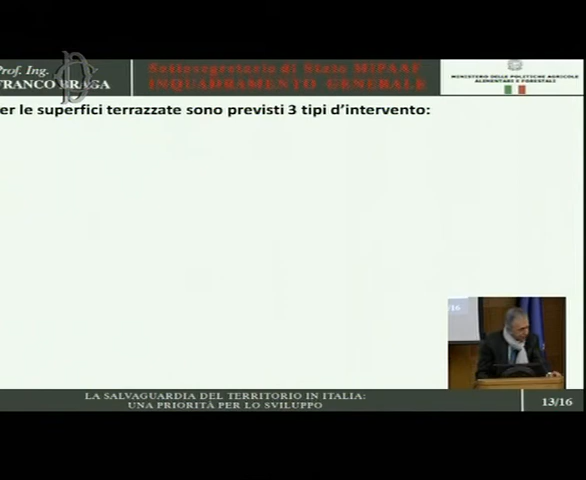 Prof. Ing.
FRANCO BRAGA
Sottosegretario di Stato MIPAAF
INQUADRAMENTO GENERALE
MINISTERO DELLE POLITICHE AGRICOLE
ALIMENTARI E FORESTALI
er le superfici terrazzate sono previsti 3 tipi d'intervento:
/16
LA SALVAGUARDIA DEL TERRITORIO IN ITALIA:
UNA PRIORITÀ PER LO SVILUPPO
13/16